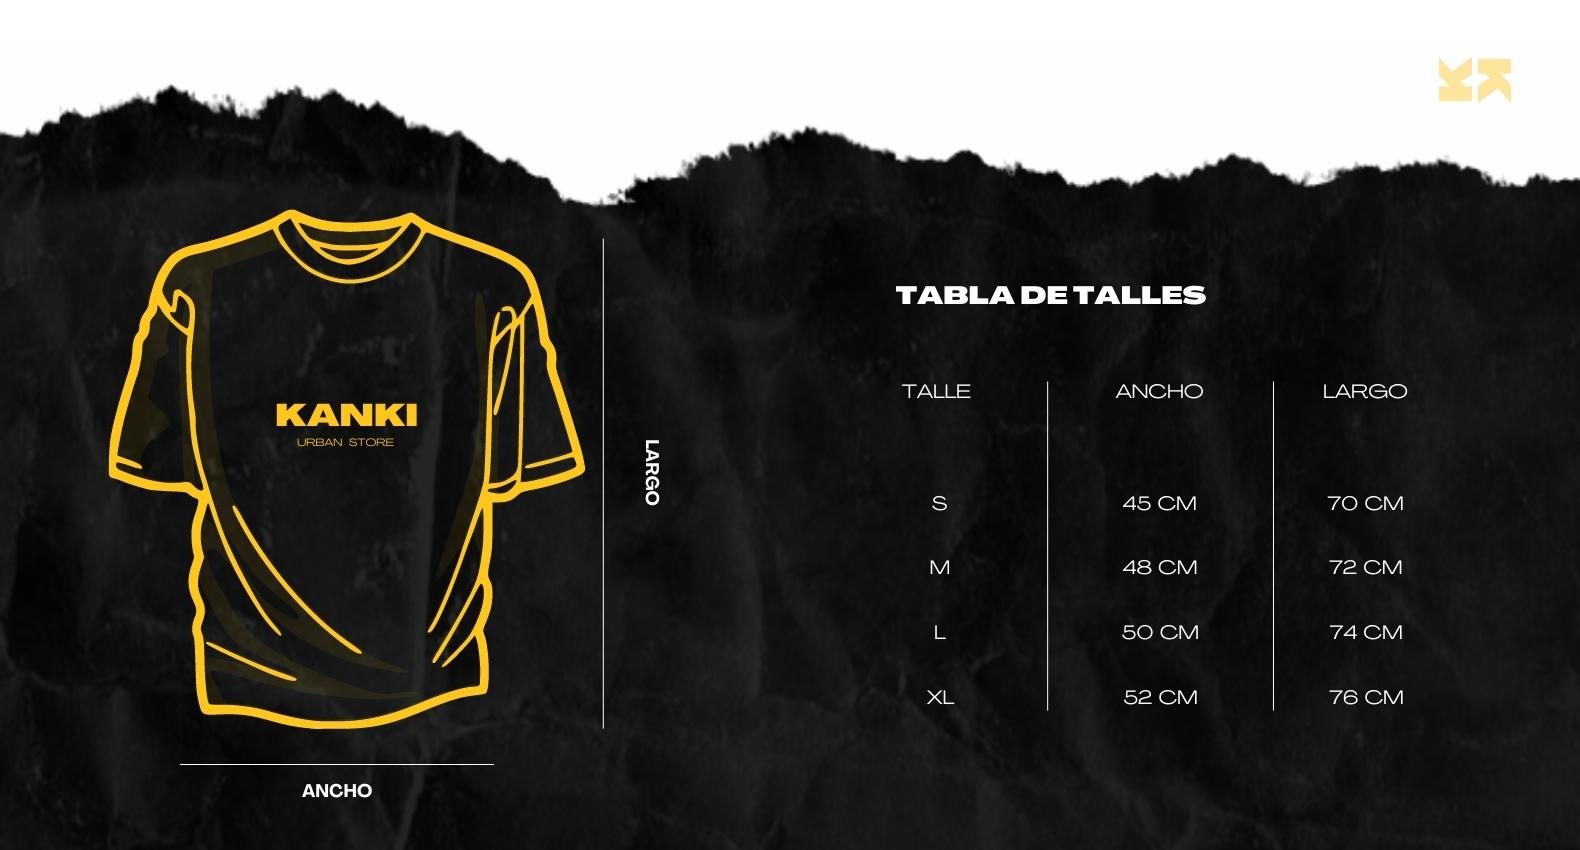 KANKI
URBAN STORE
LARGO
ANCHO
TABLA DE TALLES
TALLE ANCHO LARGO
S 45 CM 70 CM
M 48 CM 72 CM
L 50 CM 74 CM
XL 52 CM 76 CM